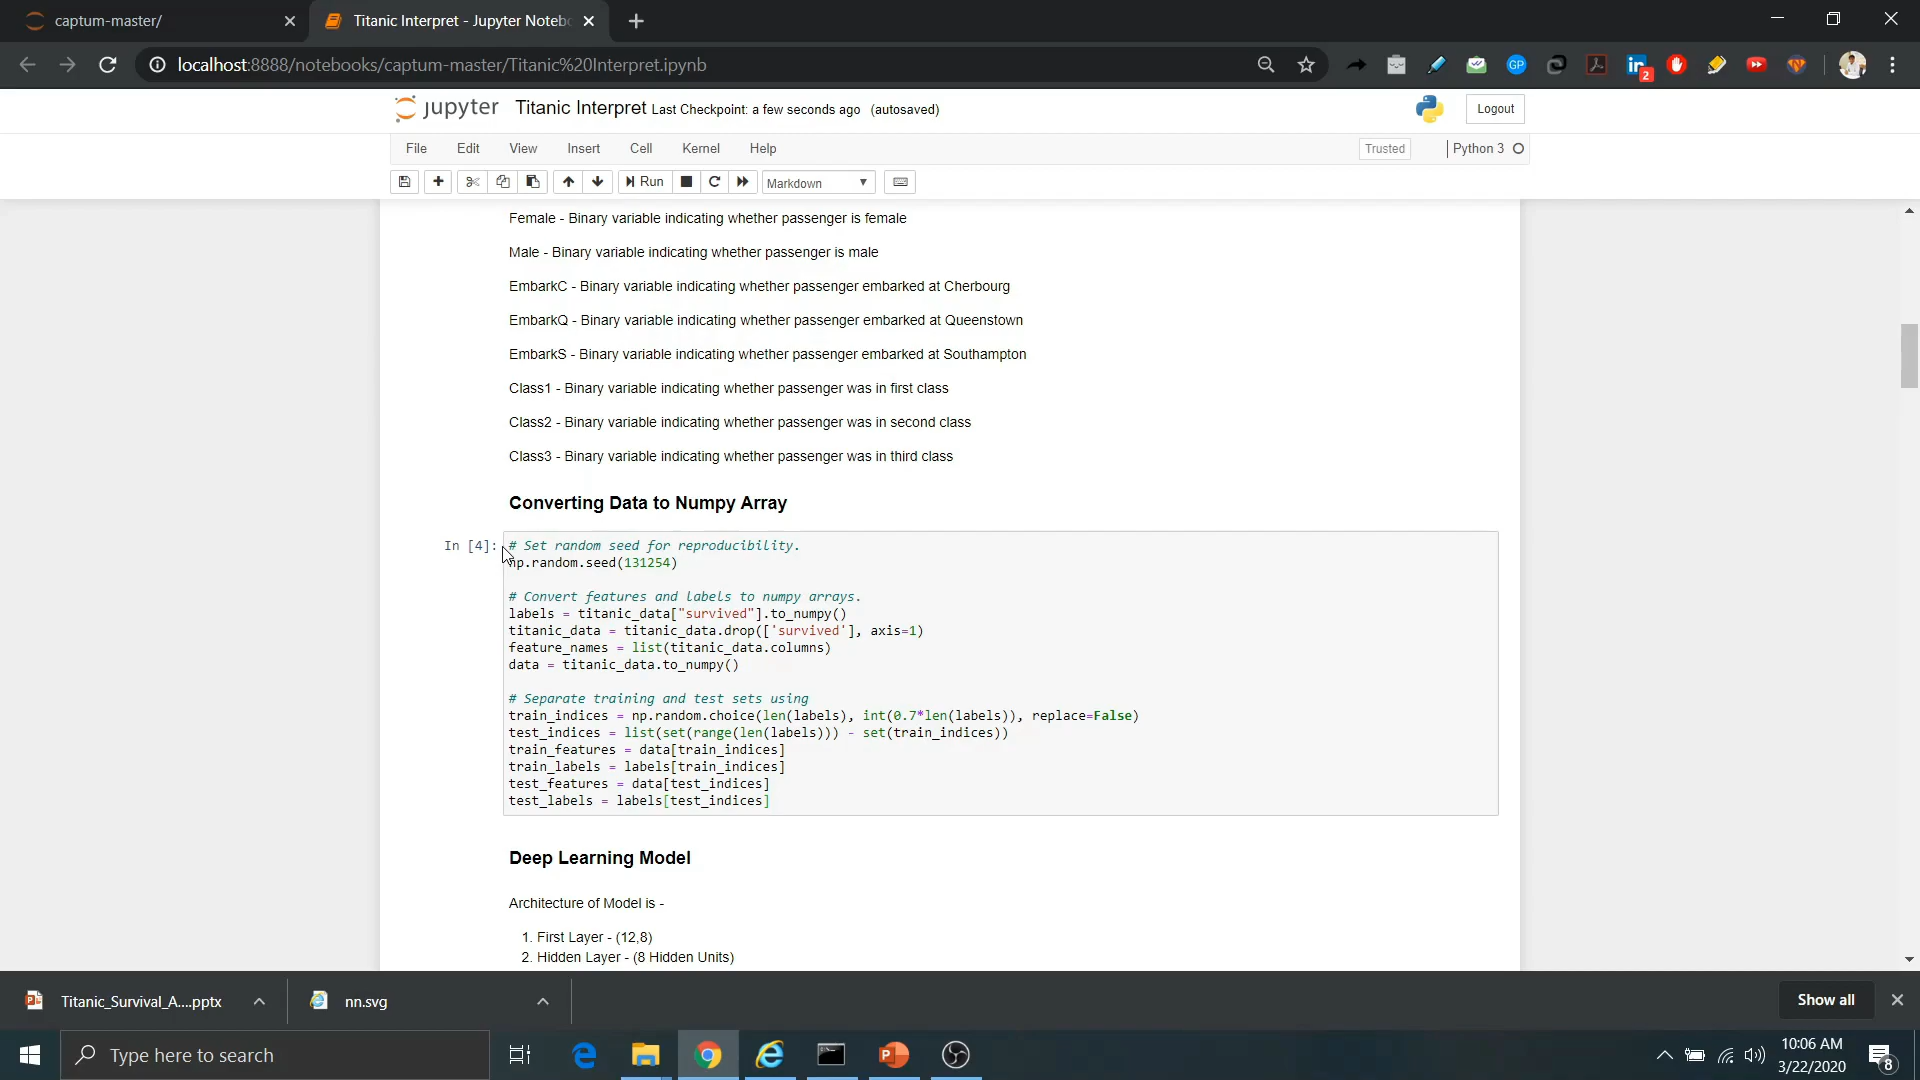 captum-master/
Titanic Interpret - Jupyter Noteb
localhost:8888/notebooks/captum-master/Titanic%20Interpret.ipynb
GP
in
2
jupyter
Titanic Interpret Last Checkpoint: a few seconds ago (autosaved)
Logout
File Edit View Insert Cell Kernel Help
Trusted
Python 3
Run
Markdown
Female - Binary variable indicating whether passenger is female
Male - Binary variable indicating whether passenger is male
EmbarkC - Binary variable indicating whether passenger embarked at Cherbourg
EmbarkQ - Binary variable indicating whether passenger embarked at Queenstown
EmbarkS - Binary variable indicating whether passenger embarked at Southampton
Class1 - Binary variable indicating whether passenger was in first class
Class2 - Binary variable indicating whether passenger was in second class
Class3 - Binary variable indicating whether passenger was in third class
Converting Data to Numpy Array
In [4]:
# Set random seed for reproducibility.
np.random.seed(131254)
# Convert features and labels to numpy arrays.
labels = titanic_data["survived"].to_numpy()
titanic_data = titanic_data.drop(['survived'], axis=1)
feature_names = list(titanic_data.columns)
data = titanic_data.to_numpy()
# Separate training and test sets using
train_indices = np.random.choice(len(labels), int(0.7*len(labels)), replace=False)
test_indices = list(set(range(len(labels))) - set(train_indices))
train_features = data[train_indices]
train_labels = labels[train_indices]
test_features = data[test_indices]
test_labels = labels[test_indices]
Deep Learning Model
Architecture of Model is -
1. First Layer - (12,8)
2. Hidden Layer - (8 Hidden Units)
Titanic_Survival_A....pptx
nn.svg
Show all
Type here to search
10:06 AM
3/22/2020
8